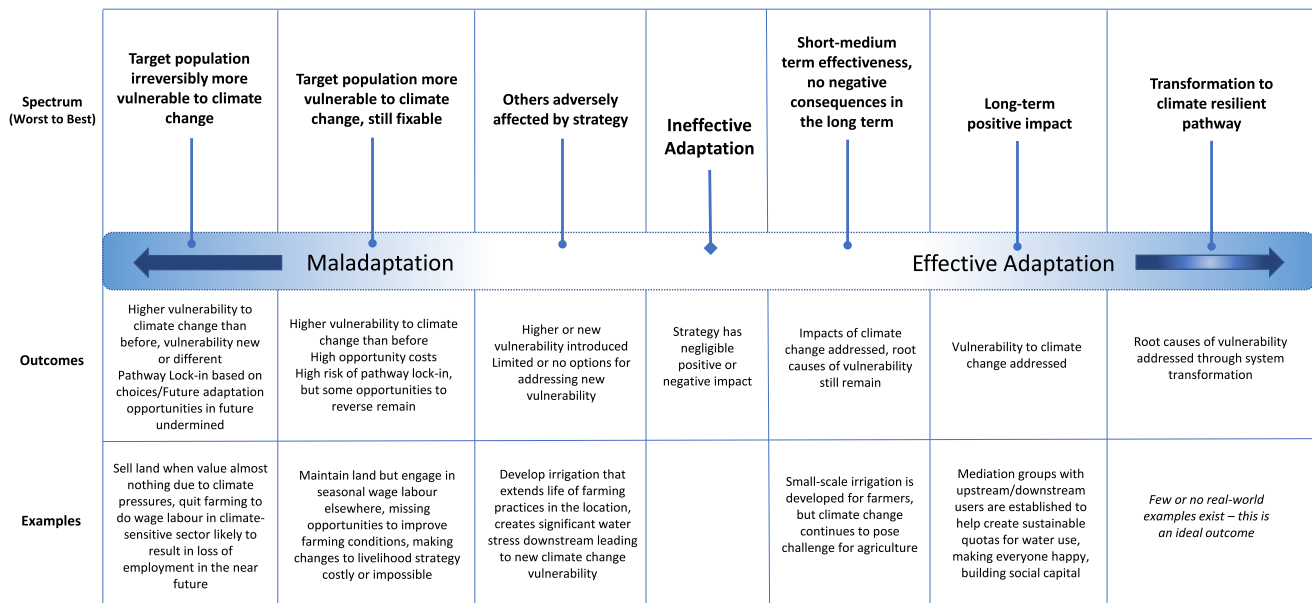 Spectrum
(Worst to Best)
Target population
irreversibly more
vulnerable to climate
change
Target population more
vulnerable to climate
change, still fixable
Others adversely
affected by strategy
Ineffective
Adaptation
Short-medium
term effectiveness,
no negative
consequences in
the long term
Long-term
positive impact
Transformation to
climate resilient
pathway
Maladaptation
Effective Adaptation
Outcomes
Higher vulnerability to
climate change than
before, vulnerability new
or different
Pathway Lock-in based on
choices/Future adaptation
opportunities in future
undermined
Higher vulnerability to climate
change than before
High opportunity costs
High risk of pathway lock-in,
but some opportunities to
reverse remain
Higher or new
vulnerability introduced
Limited or no options for
addressing new
vulnerability
Strategy has
negligible
positive or
negative impact
Impacts of climate
change addressed, root
causes of vulnerability
still remain
Vulnerability to climate
change addressed
Root causes of vulnerability
addressed through system
transformation
Examples
Sell land when value almost
nothing due to climate
pressures, quit farming to
do wage labour in climate-
sensitive sector likely to
result in loss of
employment in the near
future
Maintain land but engage in
seasonal wage labour
elsewhere, missing
opportunities to improve
farming conditions, making
changes to livelihood strategy
costly or impossible
Develop irrigation that
extends life of farming
practices in the location,
creates significant water
stress downstream leading
to new climate change
vulnerability
Small-scale irrigation is
developed for farmers,
but climate change
continues to pose
challenge for agriculture
Mediation groups with
upstream/downstream
users are established to
help create sustainable
quotas for water use,
making everyone happy,
building social capital
Few or no real-world
examples exist – this is
an ideal outcome